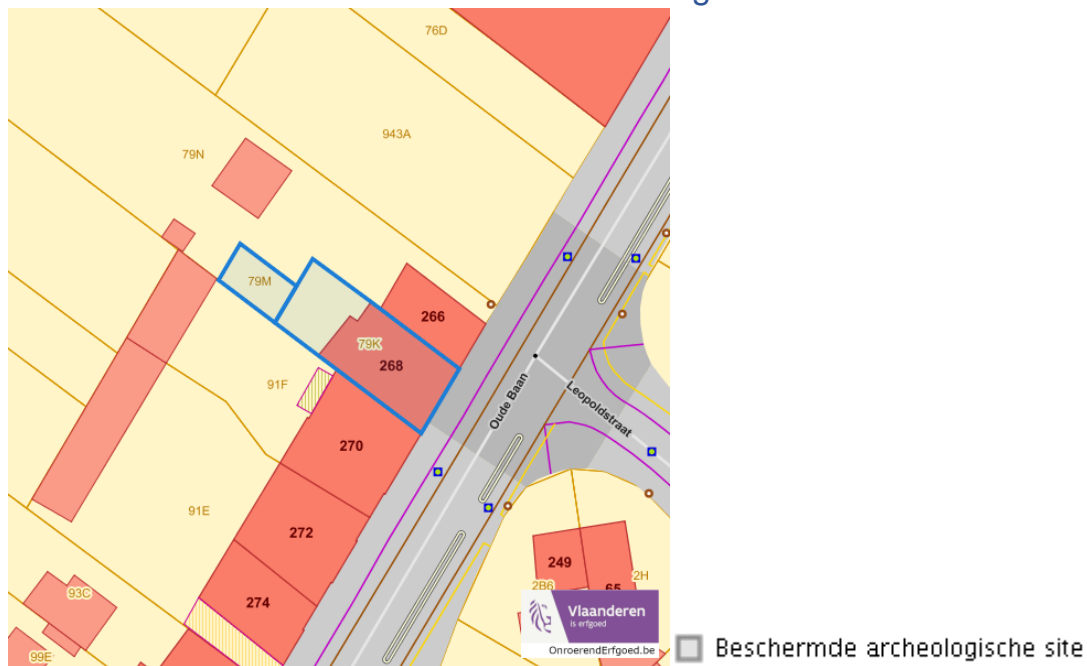 76D
943A
79N
79M
266
79K
268
91F
Oude Baan
Leopoldstraat
270
91E
272
249
2H
2B6
65
93C
274
Vlaanderen
is erfgoed
OnroerendErfgoed.be
99E
Beschermde archeologische site